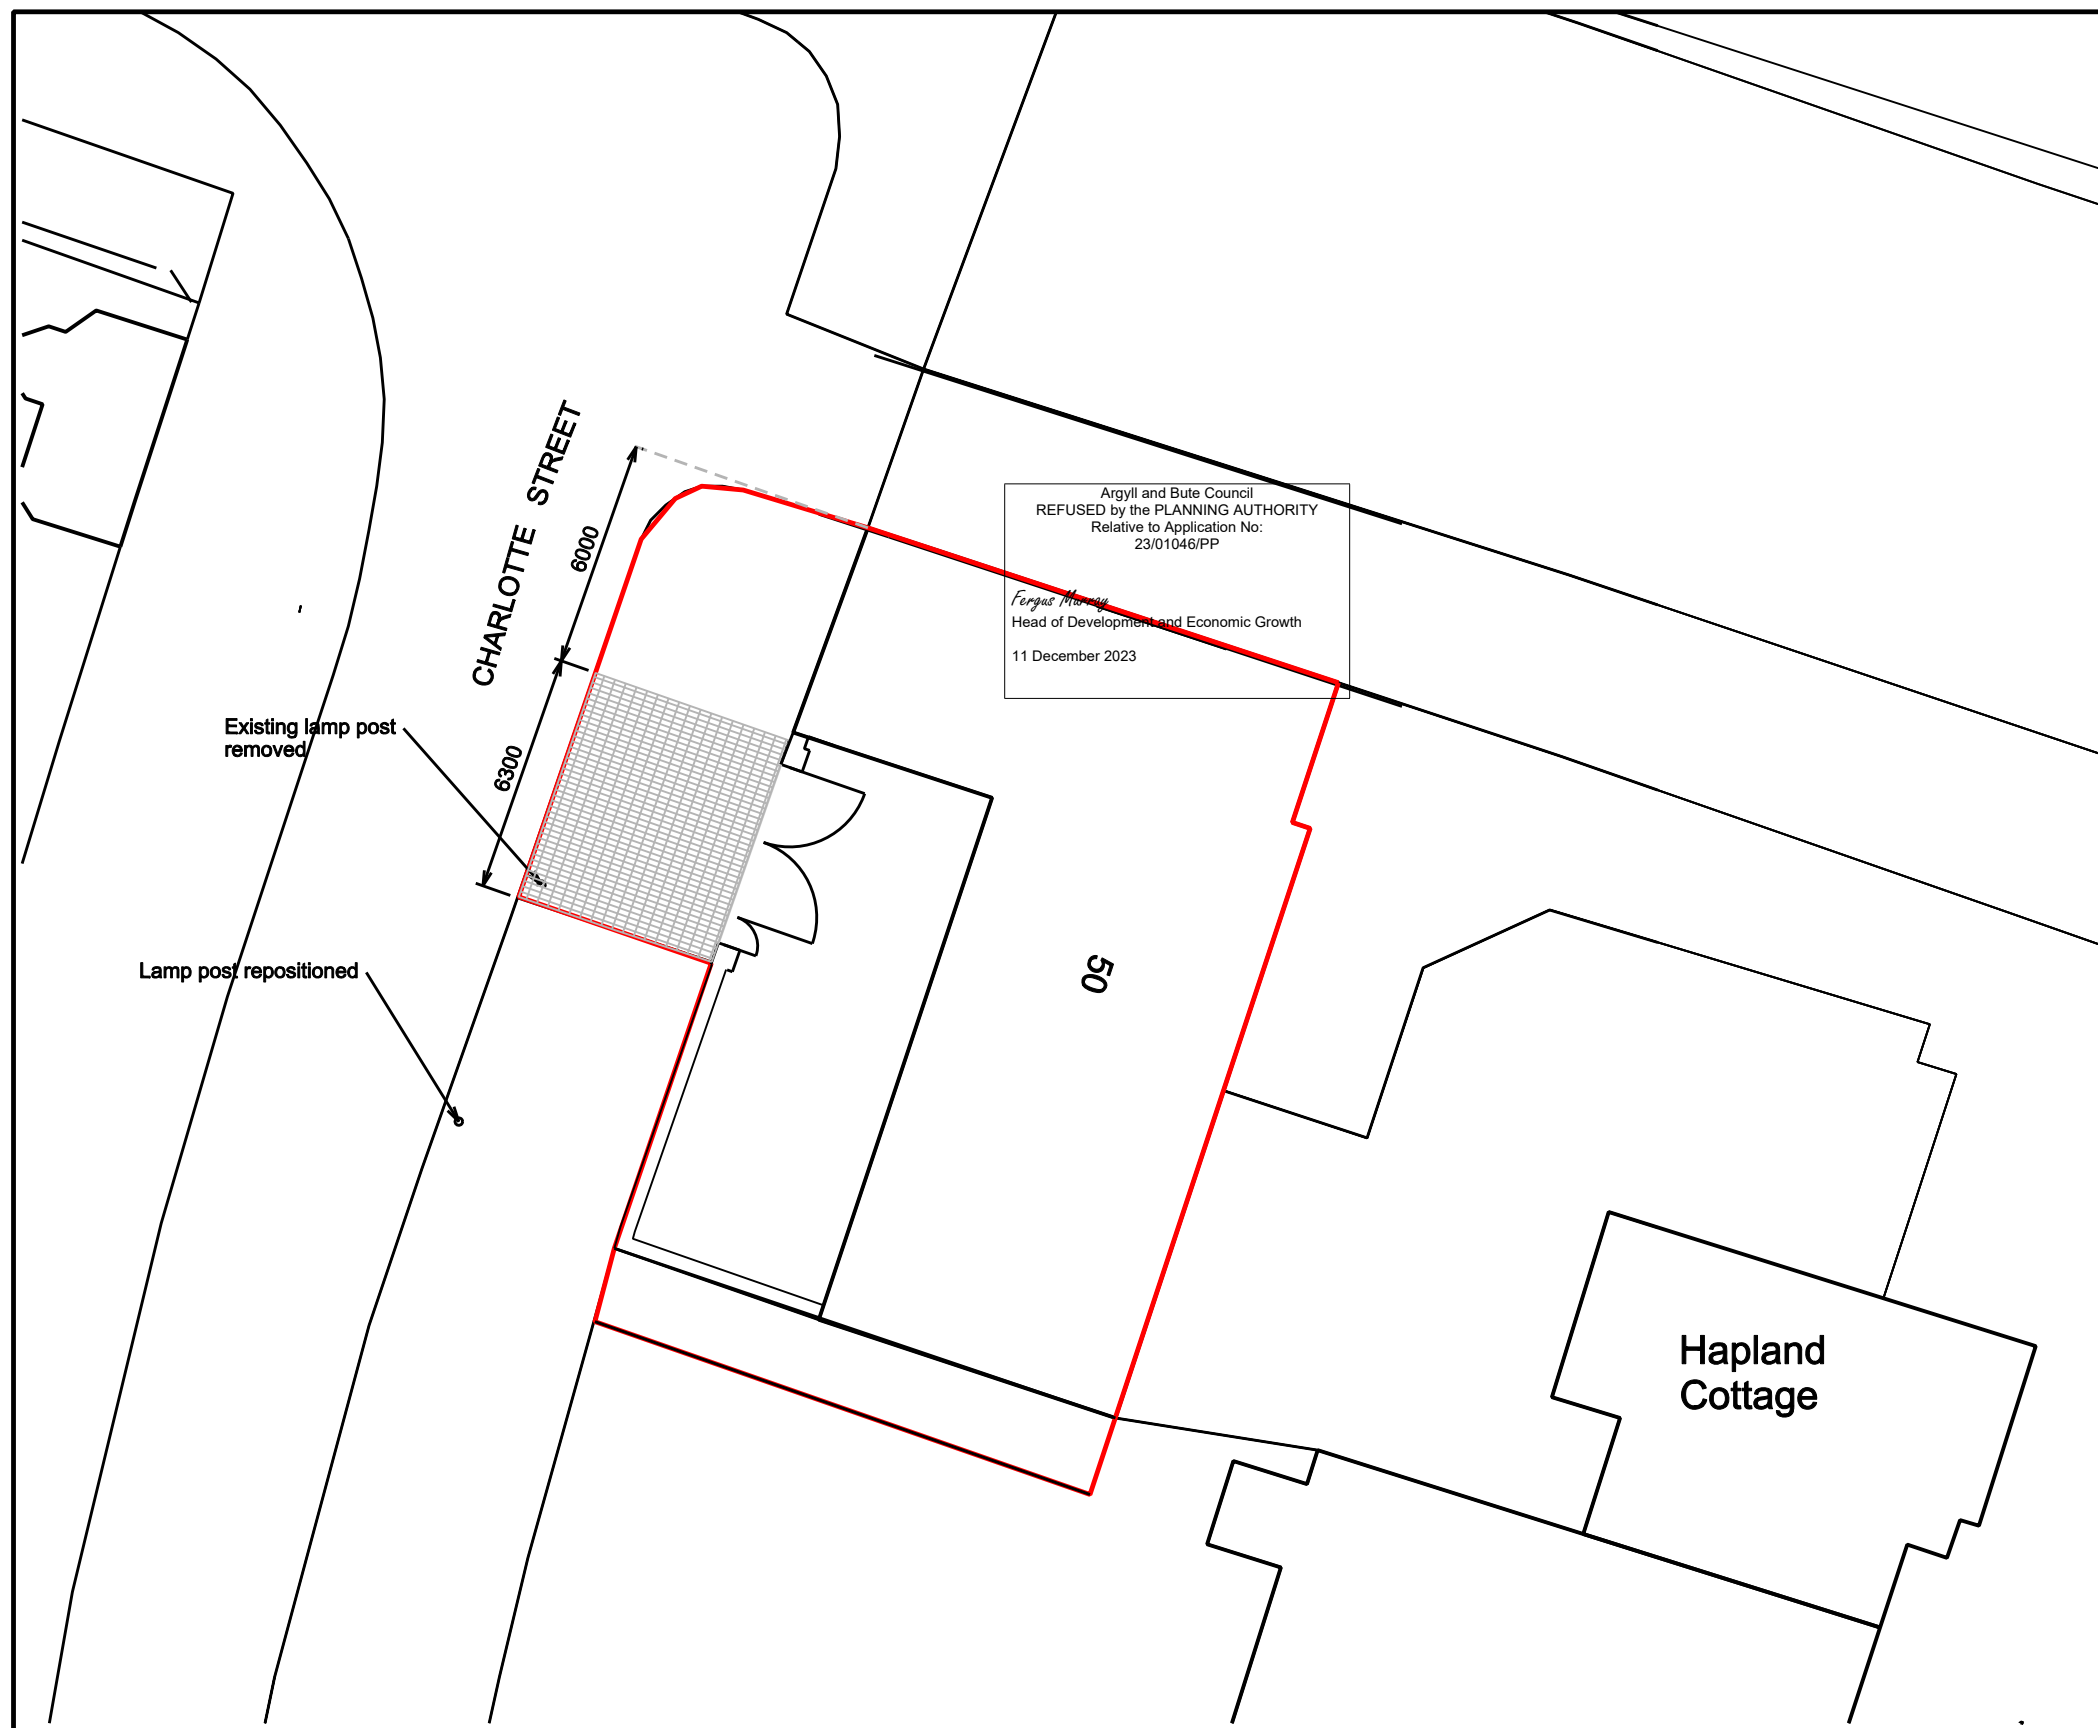 CHARLOTTE STREET
6000
Argyll and Bute Council
REFUSED by the PLANNING AUTHORITY
Relative to Application No:
23/01046/PP
Fergus Murray
Head of Development and Economic Growth
11 December 2023
Existing lamp post
removed
6300
Lamp post repositioned
50
Hapland
Cottage